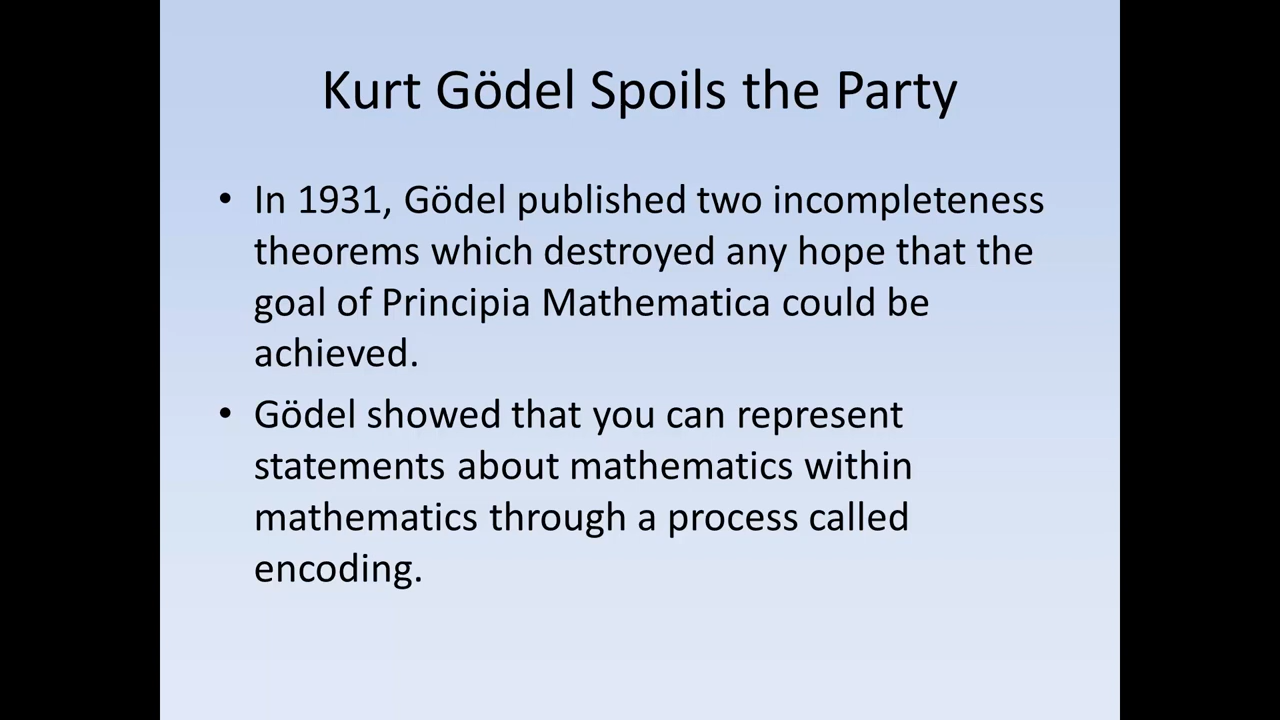 Kurt Gödel Spoils the Party
• In 1931, Gödel published two incompleteness
theorems which destroyed any hope that the
goal of Principia Mathematica could be
achieved.
• Gödel showed that you can represent
statements about mathematics within
mathematics through a process called
encoding.